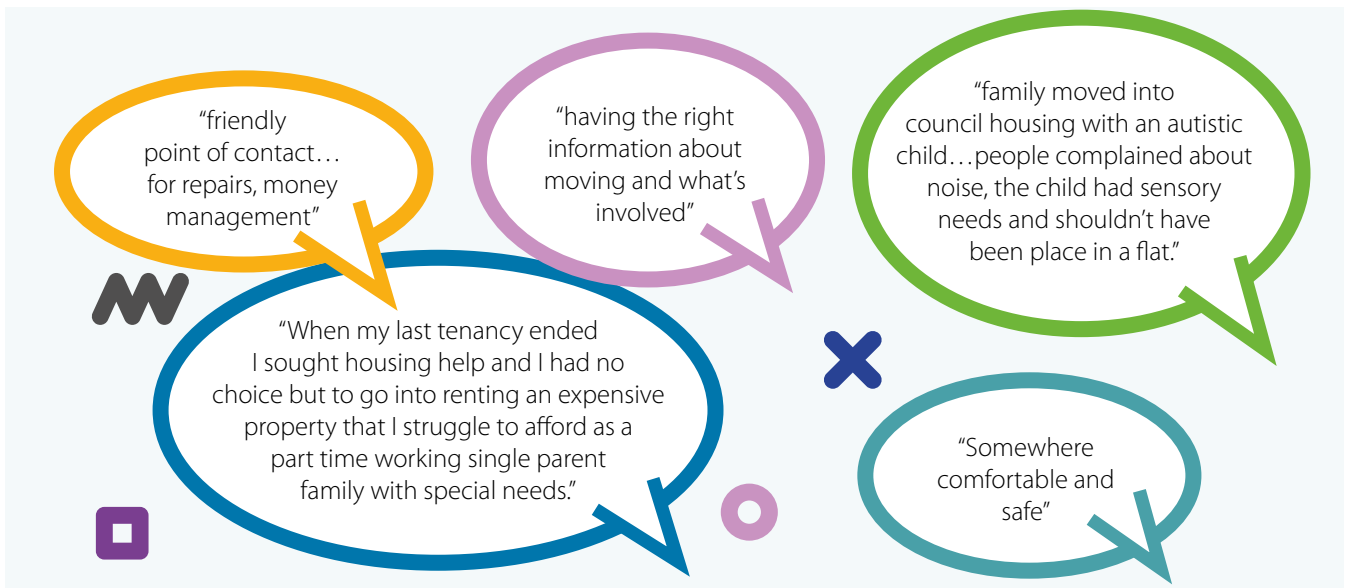 “friendly
point of contact…
for repairs, money
management”
“having the right
information about
moving and what’s
involved”
“family moved into
council housing with an autistic
child…people complained about
noise, the child had sensory
needs and shouldn’t have
been place in a flat.”
“When my last tenancy ended
I sought housing help and I had no
choice but to go into renting an expensive
property that I struggle to afford as a
part time working single parent
family with special needs.”
“Somewhere
comfortable and
safe”